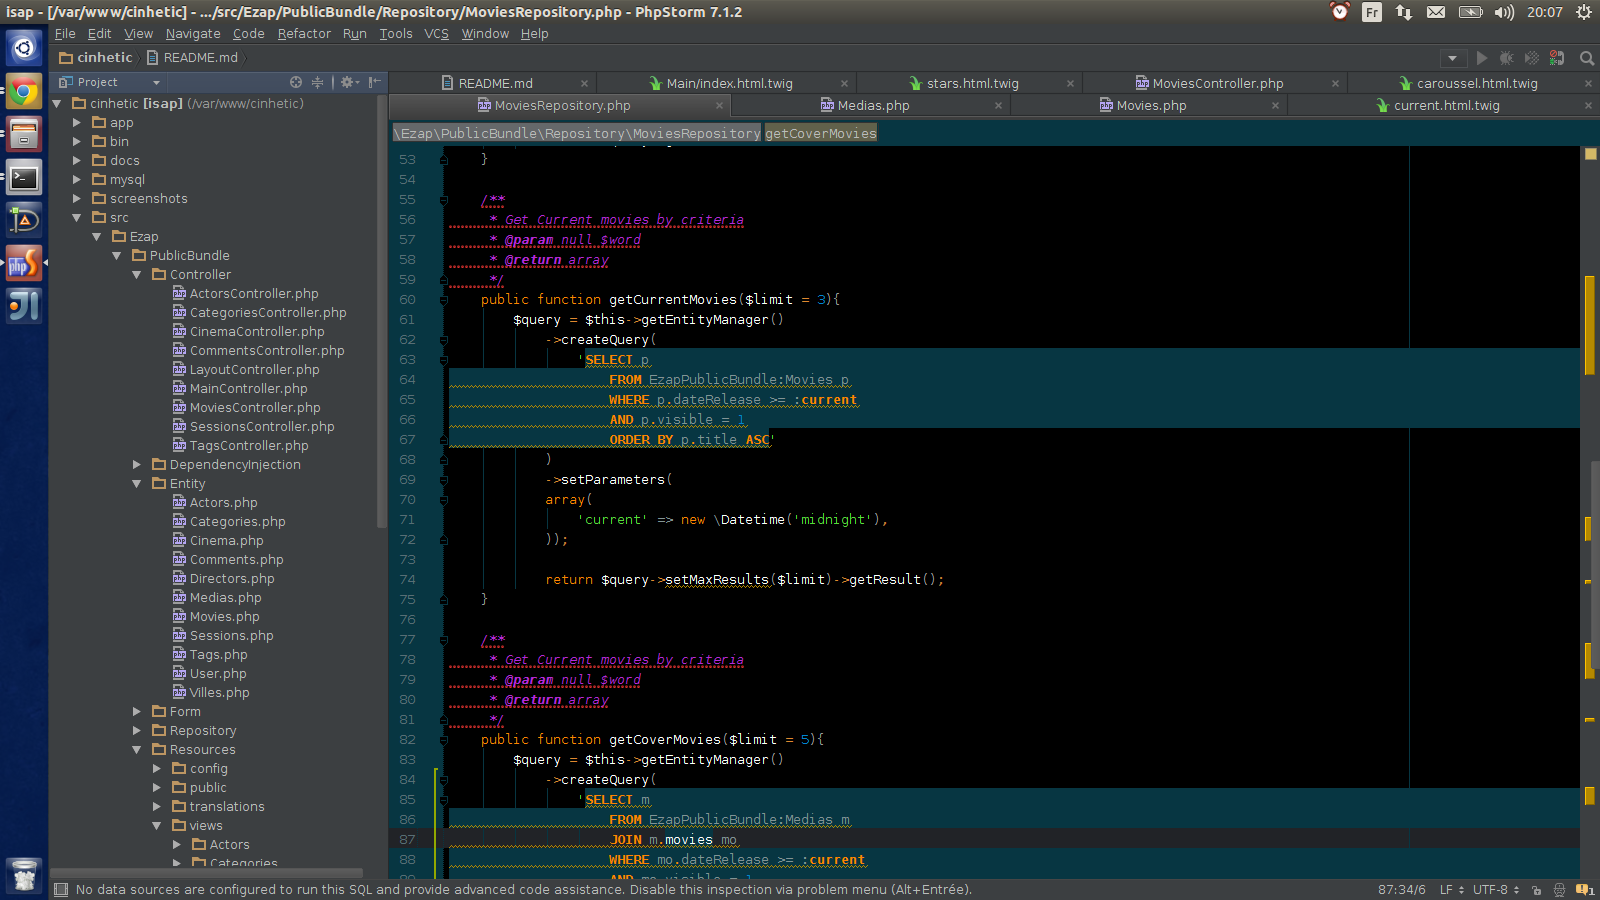 isap - [/var/www/cinhetic] - .../src/Ezap/PublicBundle/Repository/MoviesRepository.php - PhpStorm 7.1.2
Fr
20:07
File Edit View Navigate Code Refactor Run Tools VCS Window Help
cinhetic README.md
Project
README.md Main/index.html.twig stars.html.twig MoviesController.php caroussel.html.twig
MoviesRepository.php Medias.php Movies.php current.html.twig
\Ezap\PublicBundle\Repository\MoviesRepository getCoverMovies
cinhetic [isap] (/var/www/cinhetic)
app
bin
docs
mysql
screenshots
src
Ezap
PublicBundle
Controller
ActorsController.php
CategoriesController.php
CinemaController.php
CommentsController.php
LayoutController.php
MainController.php
MoviesController.php
SessionsController.php
TagsController.php
DependencyInjection
Entity
Actors.php
Categories.php
Cinema.php
Comments.php
Directors.php
Medias.php
Movies.php
Sessions.php
Tags.php
User.php
Villes.php
Form
Repository
Resources
config
public
translations
views
Actors
Categories
53 }
54
55 /**
56 * Get Current movies by criteria
57 * @param null $word
58 * @return array
59 */
60 public function getCurrentMovies($limit = 3){
61 $query = $this->getEntityManager()
62 ->createQuery(
63 'SELECT p
64 FROM EzapPublicBundle:Movies p
65 WHERE p.dateRelease >= :current
66 AND p.visible = 1
67 ORDER BY p.title ASC'
68 )
69 ->setParameters(
70 array(
71 'current' => new \Datetime('midnight'),
72 ));
73
74 return $query->setMaxResults($limit)->getResult();
75 }
76
77 /**
78 * Get Current movies by criteria
79 * @param null $word
80 * @return array
81 */
82 public function getCoverMovies($limit = 5){
83 $query = $this->getEntityManager()
84 ->createQuery(
85 'SELECT m
86 FROM EzapPublicBundle:Medias m
87 JOIN m.movies mo
88 WHERE mo.dateRelease >= :current
89 AND mo.visible = 1
No data sources are configured to run this SQL and provide advanced code assistance. Disable this inspection via problem menu (Alt+Entrée).
87:34/6 LF UTF-8 1